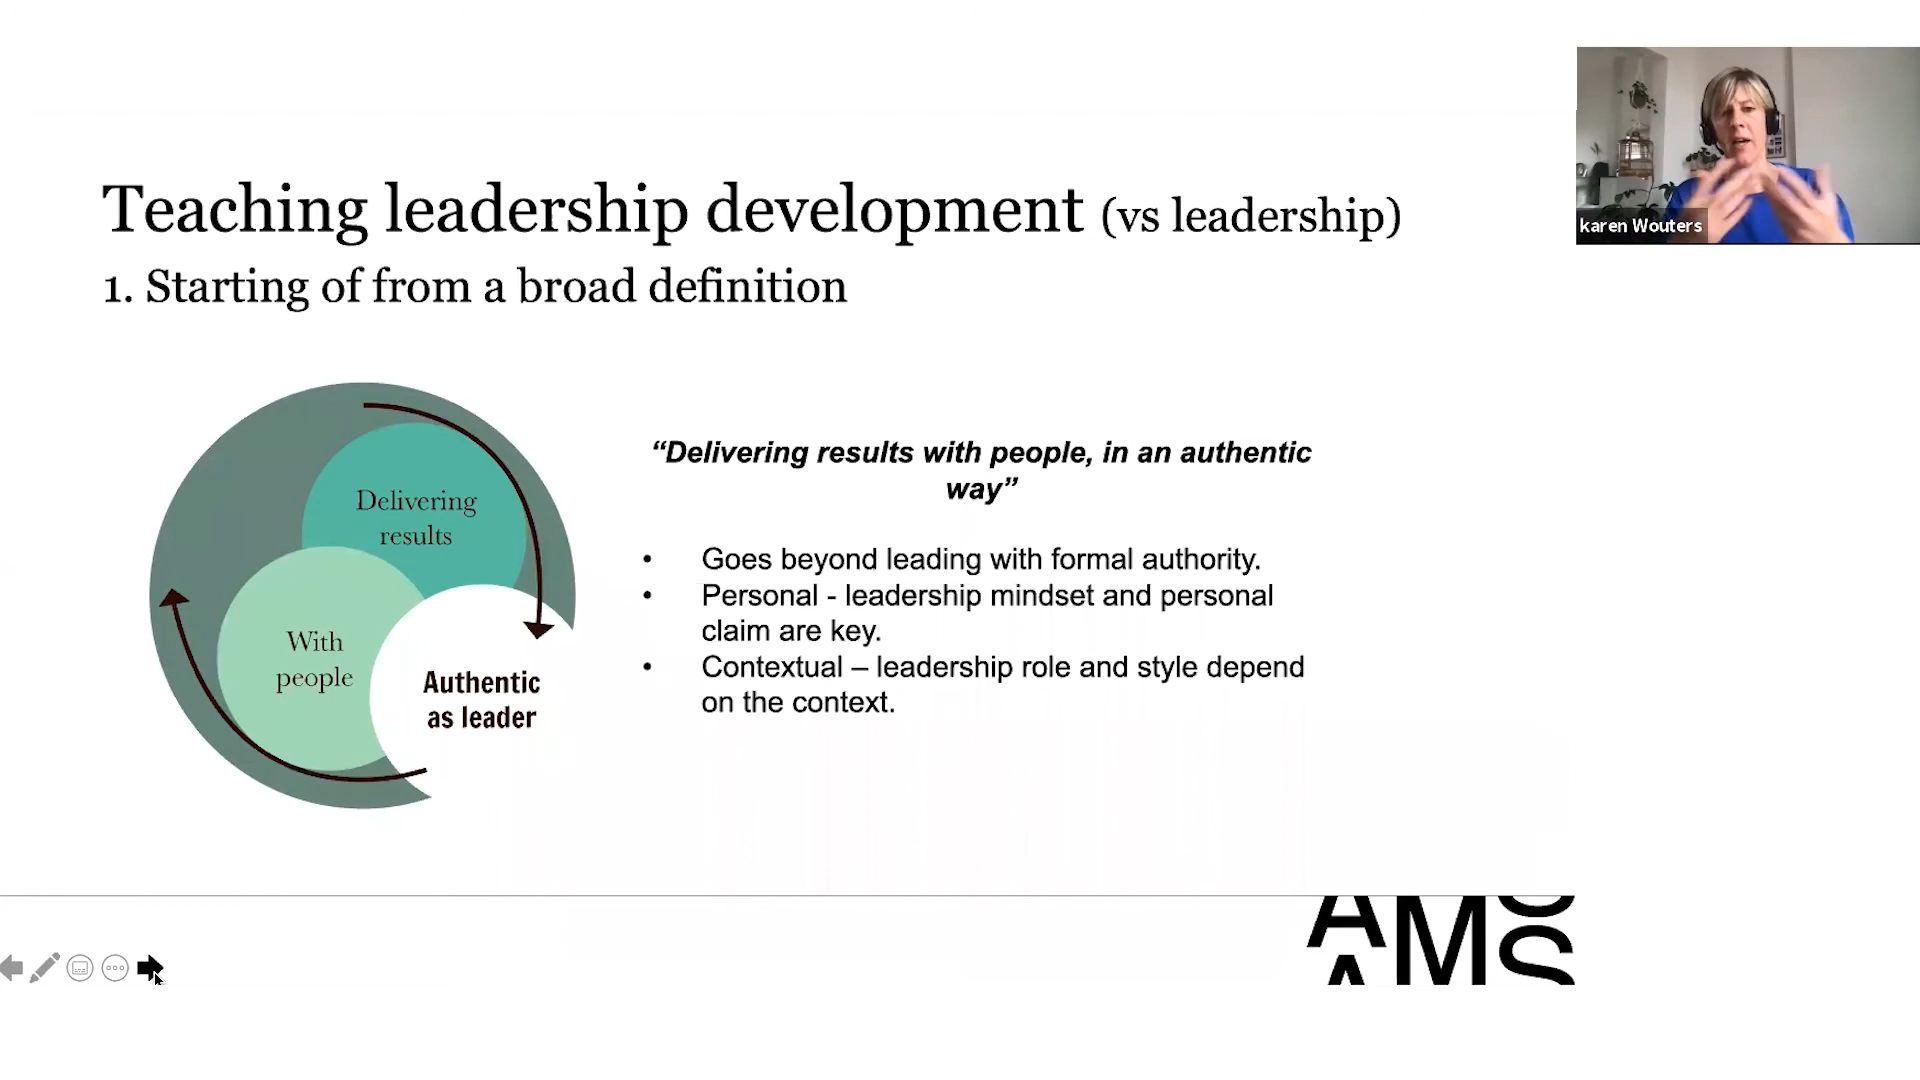 Teaching leadership development (vs leadership)
1. Starting of from a broad definition
karen Wouters
Delivering
results
With
people
Authentic
as leader
“Delivering results with people, in an authentic
way”
• Goes beyond leading with formal authority.
• Personal - leadership mindset and personal
claim are key.
• Contextual – leadership role and style depend
on the context.
AMS